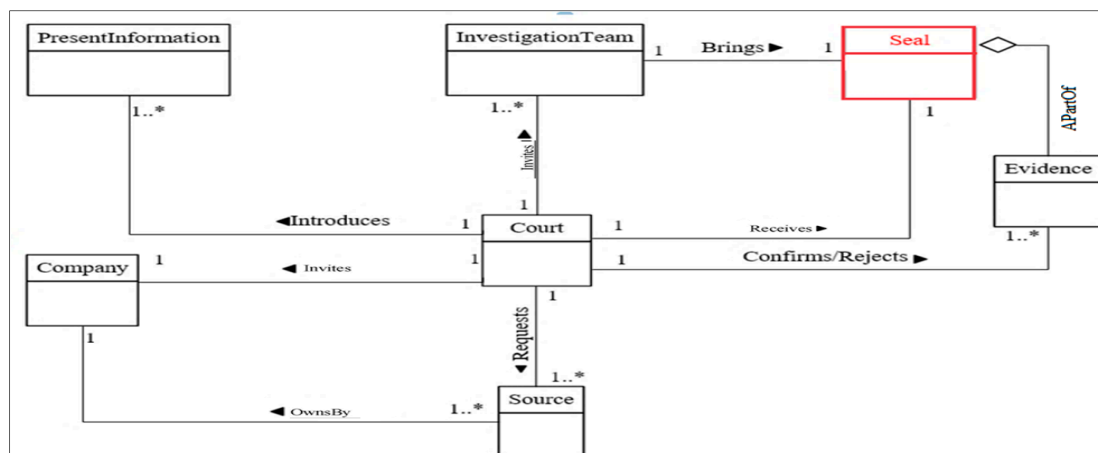 PresentInformation
InvestigationTeam
Seal
1
Brings ►
1
1..*
1..*
1
APartOf
Invites ►
Evidence
1
◄Introduces
1
Court
1
Receives ►
1..*
Company
1
◄ Invites
1
1
Confirms/Rejects ►
1
1
◄Requests
1..*
Source
◄ OwnsBy
1..*